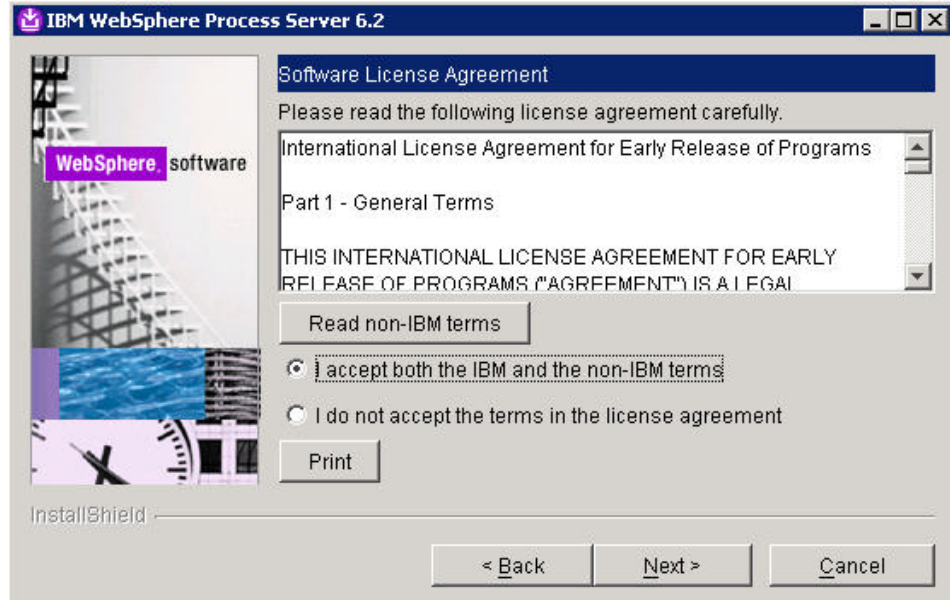 IBM WebSphere Process Server 6.2
WebSphere. software
Software License Agreement
Please read the following license agreement carefully.
International License Agreement for Early Release of Programs
Part 1 - General Terms
THIS INTERNATIONAL LICENSE AGREEMENT FOR EARLY
RELEASE OF PROGRAMS ("AGREEMENT") IS A LEGAL
Read non-IBM terms
I accept both the IBM and the non-IBM terms
I do not accept the terms in the license agreement
Print
InstallShield
< Back
Next >
Cancel